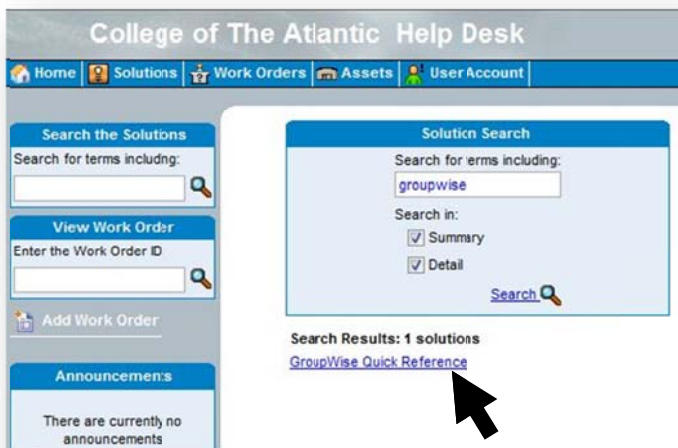 College of The Atlantic Help Desk
Home Solutions Work Orders Assets User Account
Search the Solutions
Search for terms including:
View Work Order
Enter the Work Order ID
Add Work Order
Announcements
There are currently no
announcements
Solution Search
Search for terms including:
groupwise
Search in:
Summary
Detail
Search
Search Results: 1 solutions
GroupWise Quick Reference